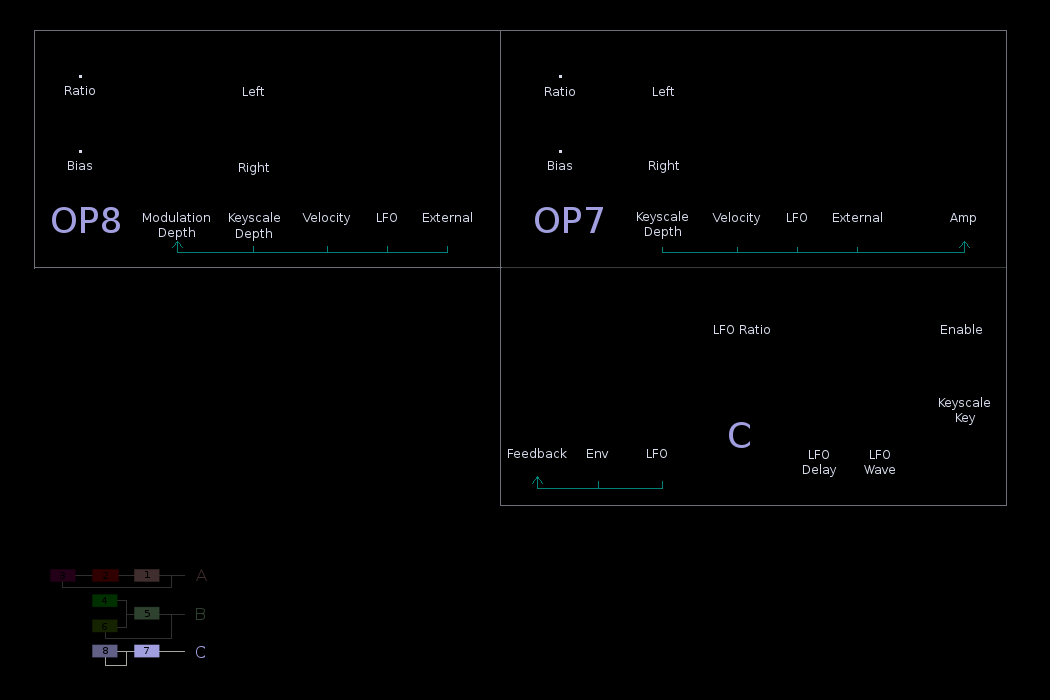 Ratio
Left
Ratio
Left
Bias
Right
Bias
Right
OP8
Modulation
Depth
Keyscale
Depth
Velocity
LFO
External
OP7
Keyscale
Depth
Velocity
LFO
External
Amp
LFO Ratio
Enable
Keyscale
Key
C
Feedback
Env
LFO
LFO
Delay
LFO
Wave
3 2 1 A
4
5 B
6
8 7 C